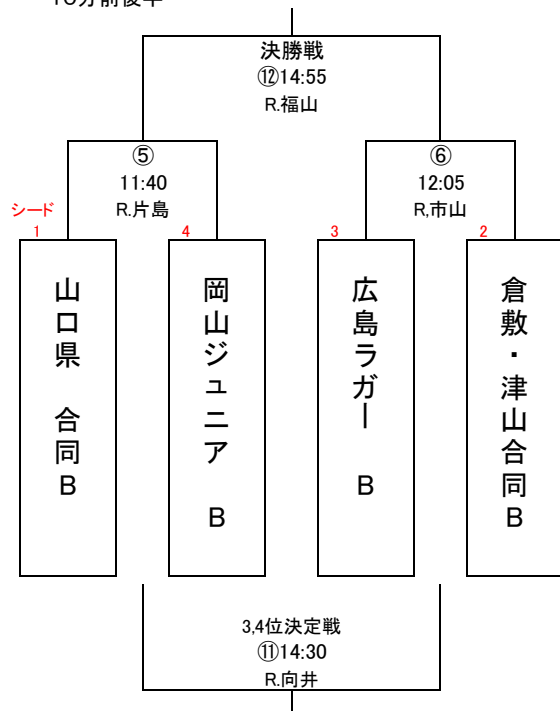 決勝戦
⑫14:55
R.福山
⑤
11:40
R.片島
⑥
12:05
R,市山
シード
1
4
3
2
山口県 合同B
岡山ジュニア B
広島ラガー B
倉敷・津山合同B
3,4位決定戦
⑪14:30
R.向井